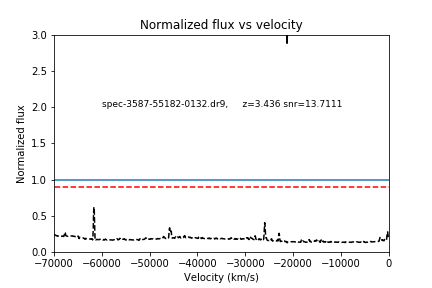 Normalized flux vs velocity
3.0
2.5
spec-3587-55182-0132.dr9, z=3.436 snr=13.7111
2.0
1.5
1.0
0.5
0.0
Normalized flux
−70000 −60000 −50000 −40000 −30000 −20000 −10000 0
Velocity (km/s)